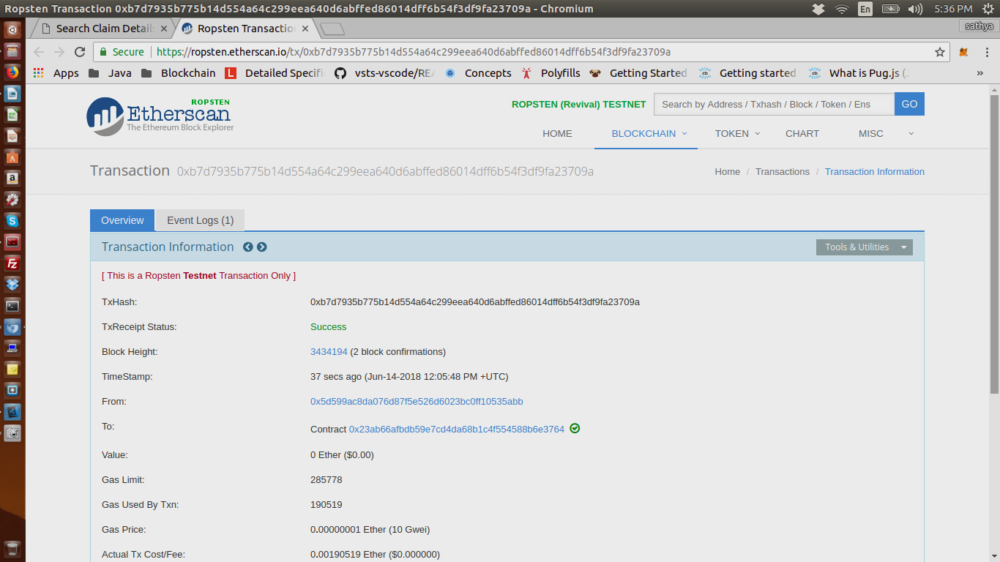 Ropsten Transaction 0xb7d7935b775b14d554a64c299eea640d6abffed86014dff6b54f3df9fa23709a - Chromium
En
5:36 PM
Search Claim Detail
Ropsten Transactio
sathya
Secure
https://ropsten.etherscan.io/tx/0xb7d7935b775b14d554a64c299eea640d6abffed86014dff6b54f3df9fa23709a
Apps
Java
Blockchain
Detailed Specifi
vsts-vscode/REA
Concepts
Polyfills
Getting Started
Getting started
What is Pug.js (
»
ROPSTEN
Etherscan
The Ethereum Block Explorer
ROPSTEN (Revival) TESTNET
Search by Address / Txhash / Block / Token / Ens
GO
HOME
BLOCKCHAIN
TOKEN
CHART
MISC
Transaction 0xb7d7935b775b14d554a64c299eea640d6abffed86014dff6b54f3df9fa23709a
Home / Transactions / Transaction Information
Overview
Event Logs (1)
Transaction Information
Tools & Utilities
[ This is a Ropsten Testnet Transaction Only ]
TxHash: 0xb7d7935b775b14d554a64c299eea640d6abffed86014dff6b54f3df9fa23709a
TxReceipt Status: Success
Block Height: 3434194 (2 block confirmations)
TimeStamp: 37 secs ago (Jun-14-2018 12:05:48 PM +UTC)
From: 0x5d599ac8da076d87f5e526d6023bc0ff10535abb
To: Contract 0x23ab66afbdb59e7cd4da68b1c4f554588b6e3764
Value: 0 Ether ($0.00)
Gas Limit: 285778
Gas Used By Txn: 190519
Gas Price: 0.00000001 Ether (10 Gwei)
Actual Tx Cost/Fee: 0.00190519 Ether ($0.000000)